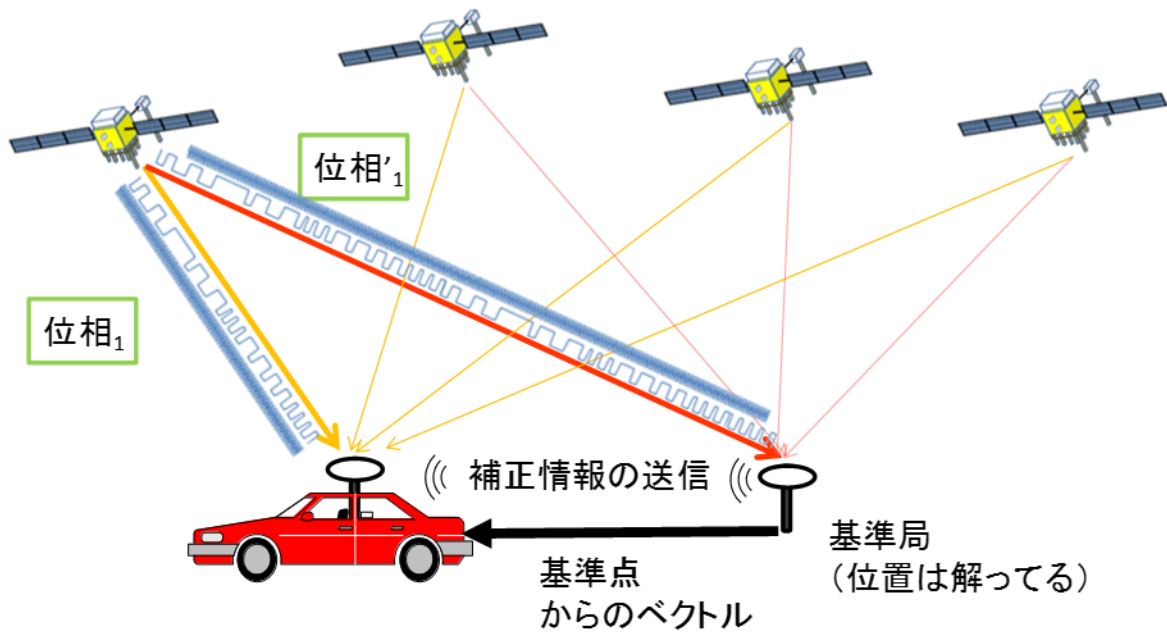 位相'₁
位相₁
補正情報の送信
基準局
（位置は解ってる）
基準点
からのベクトル